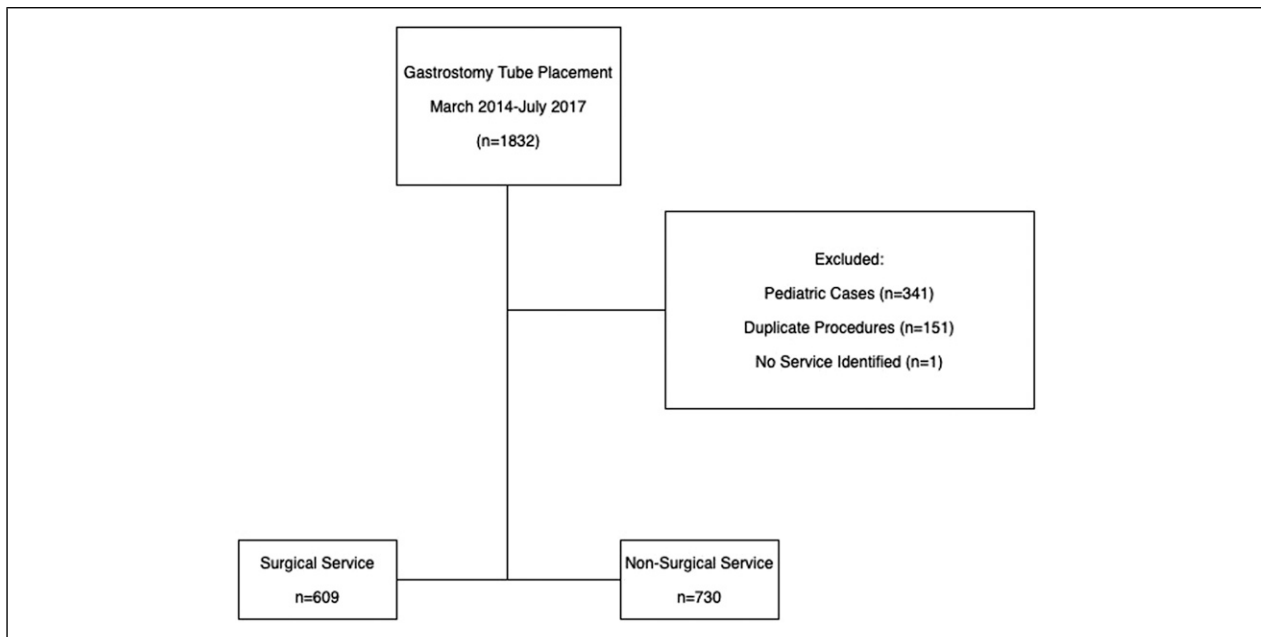 Gastrostomy Tube Placement
March 2014-July 2017
(n=1832)
Excluded:
Pediatric Cases (n=341)
Duplicate Procedures (n=151)
No Service Identified (n=1)
Surgical Service
n=609
Non-Surgical Service
n=730